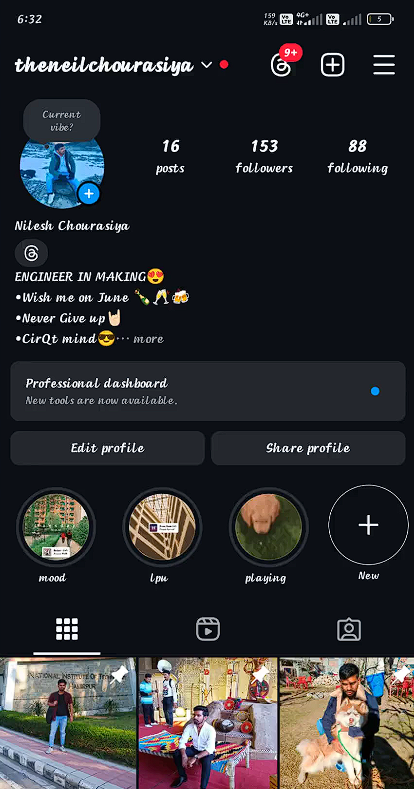 6:32
159 KB/s Vo LTE 4G+ Vo LTE 5
theneilchourasiya
9+
Current vibe?
16 153 88
posts followers following
Nilesh Chourasiya
ENGINEER IN MAKING😍
•Wish me on June 🍾🥂🍻
•Never Give up🤘🏻
•CirQt mind😎... more
Professional dashboard
New tools are now available.
Edit profile Share profile
mood lpu playing New
NATIONAL INSTITUTE OF